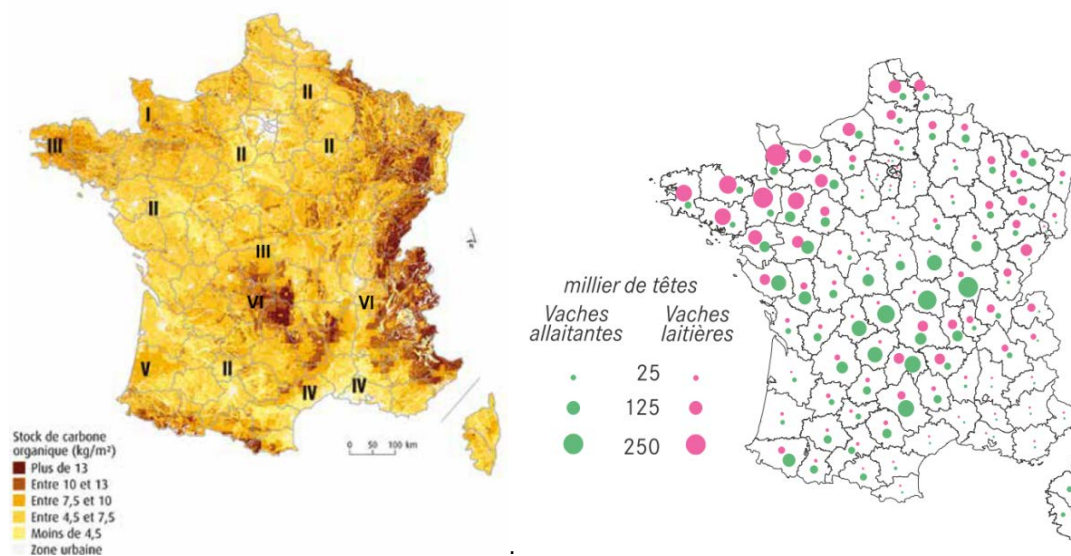 II
I
III
II
II
II
III
VI
VI
V
II
IV
IV
Stock de carbone
organique (kg/m²)
Plus de 13
Entre 10 et 13
Entre 7,5 et 10
Entre 4,5 et 7,5
Moins de 4,5
Zone urbaine
0 50 100 km
millier de têtes
Vaches allaitantes
Vaches laitières
25
125
250